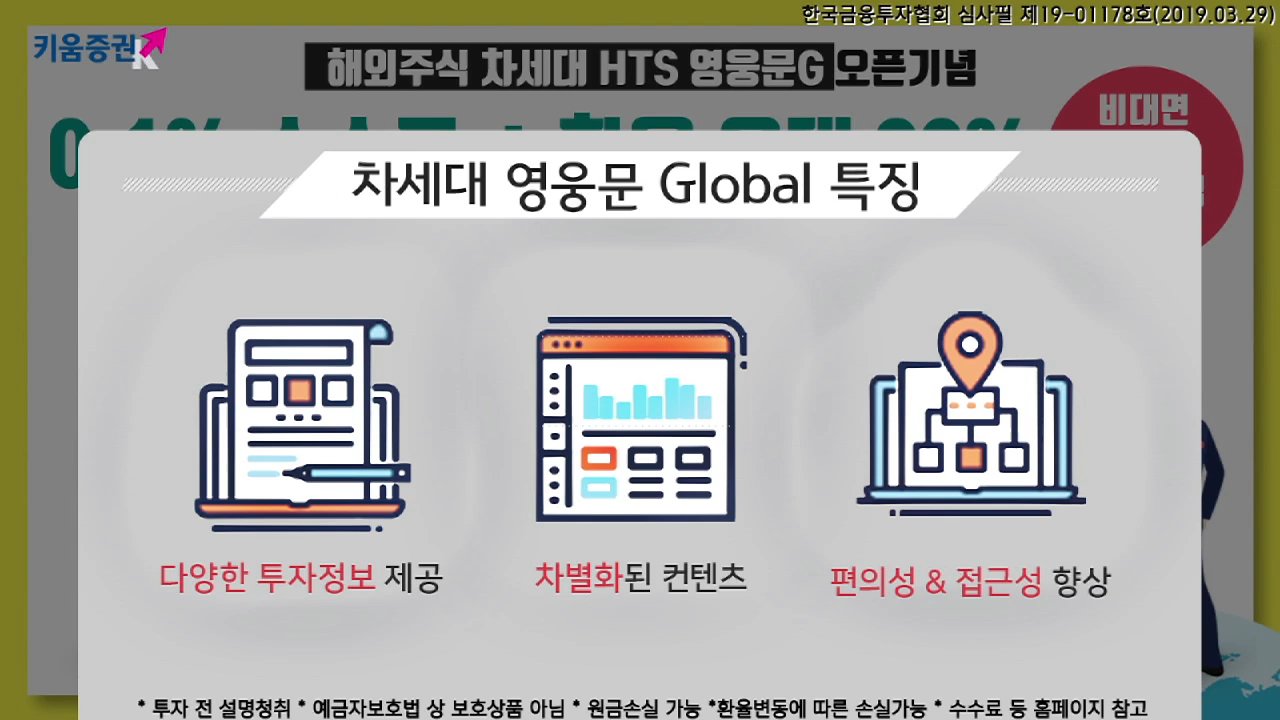 한국금융투자협회 심사필 제19-01178호(2019.03.29)
키움증권
해외주식 차세대 HTS 영웅문G 오픈기념
비대면
차세대 영웅문 Global 특징
다양한 투자정보 제공
차별화된 컨텐츠
편의성 & 접근성 향상
* 투자 전 설명청취 * 예금자보호법 상 보호상품 아님 * 원금손실 가능 *환율변동에 따른 손실가능 * 수수료 등 홈페이지 참고